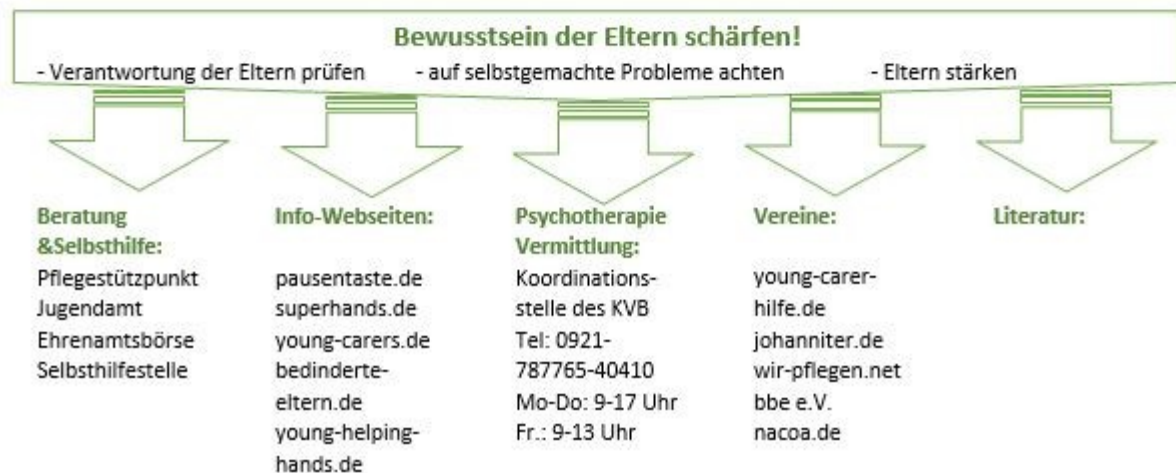 Bewusstsein der Eltern schärfen!
- Verantwortung der Eltern prüfen - auf selbstgemachte Probleme achten - Eltern stärken
Beratung
&Selbsthilfe:
Pflegestützpunkt
Jugendamt
Ehrenamtsbörse
Selbsthilfestelle
Info-Webseiten:
pausentaste.de
superhands.de
young-carers.de
bedinderte-
eltern.de
young-helping-
hands.de
Psychotherapie
Vermittlung:
Koordinations-
stelle des KVB
Tel: 0921-
787765-40410
Mo-Do: 9-17 Uhr
Fr.: 9-13 Uhr
Vereine:
young-carer-
hilfe.de
johanniter.de
wir-pflegen.net
bbe e.V.
nacoa.de
Literatur: